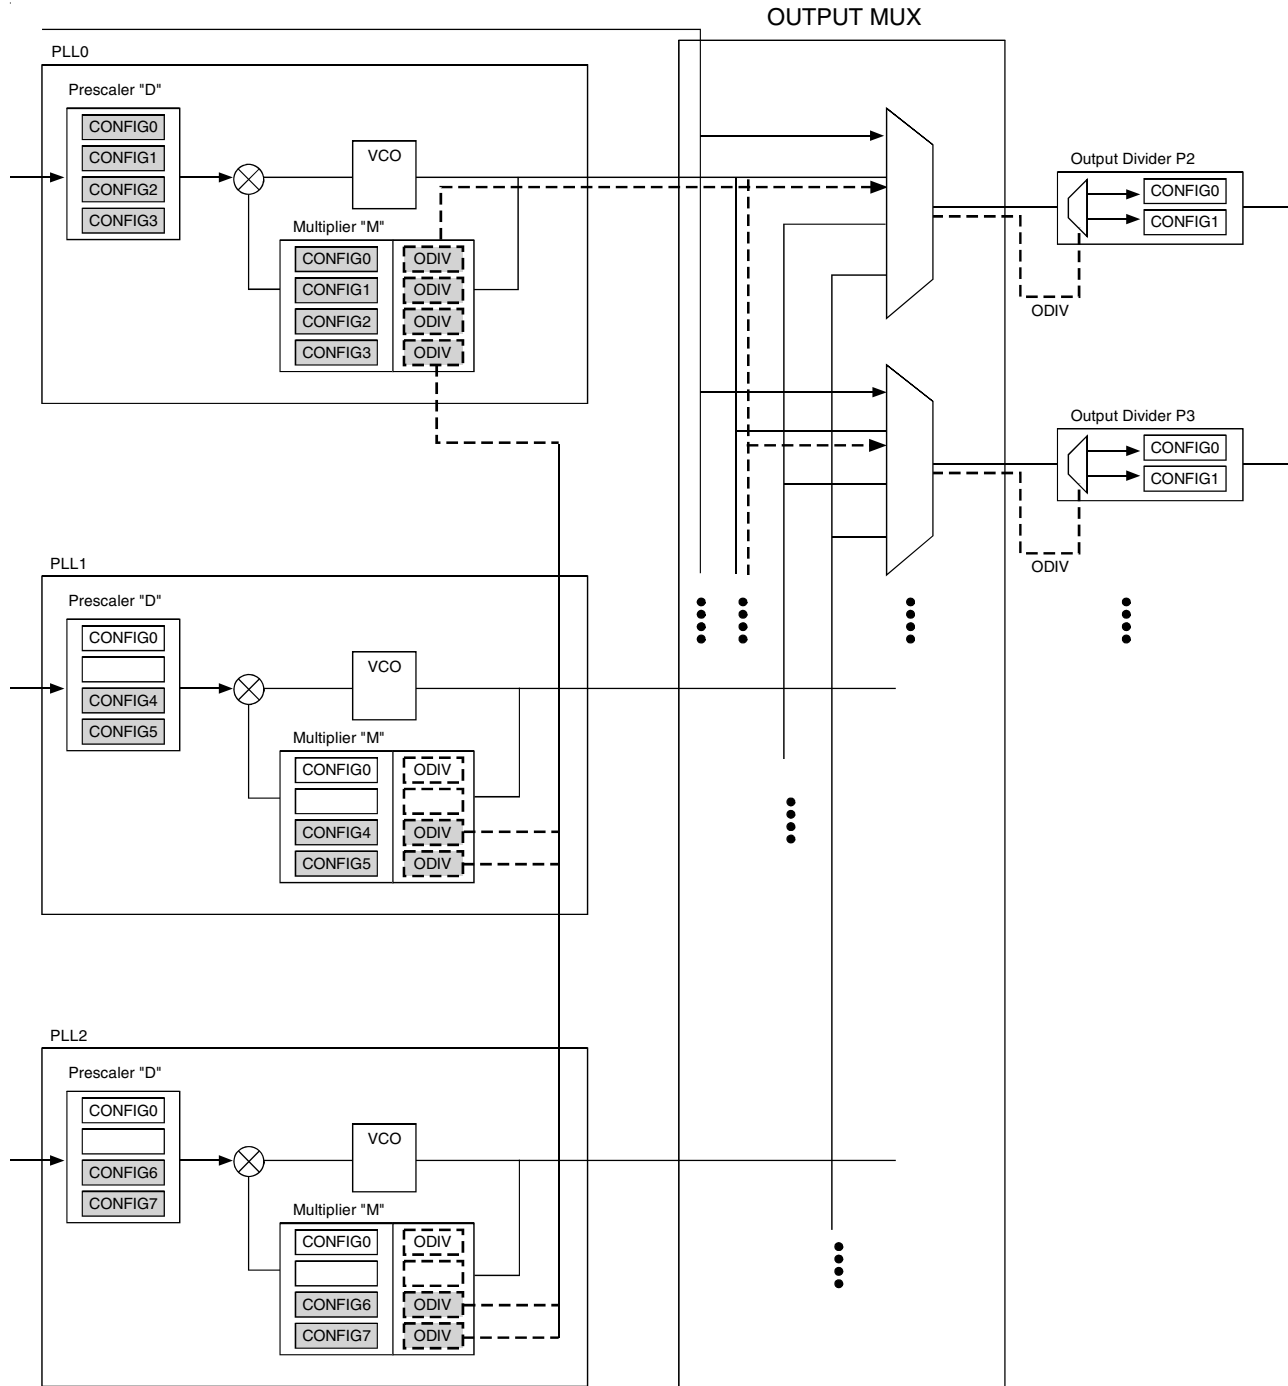 OUTPUT MUX
PLL0
Prescaler "D"
CONFIG0
CONFIG1
CONFIG2
CONFIG3
VCO
Multiplier "M"
CONFIG0 ODIV
CONFIG1 ODIV
CONFIG2 ODIV
CONFIG3 ODIV
Output Divider P2
CONFIG0
CONFIG1
ODIV
Output Divider P3
CONFIG0
CONFIG1
ODIV
PLL1
Prescaler "D"
CONFIG0
CONFIG4
CONFIG5
VCO
Multiplier "M"
CONFIG0 ODIV
CONFIG4 ODIV
CONFIG5 ODIV
PLL2
Prescaler "D"
CONFIG0
CONFIG6
CONFIG7
VCO
Multiplier "M"
CONFIG0 ODIV
CONFIG6 ODIV
CONFIG7 ODIV